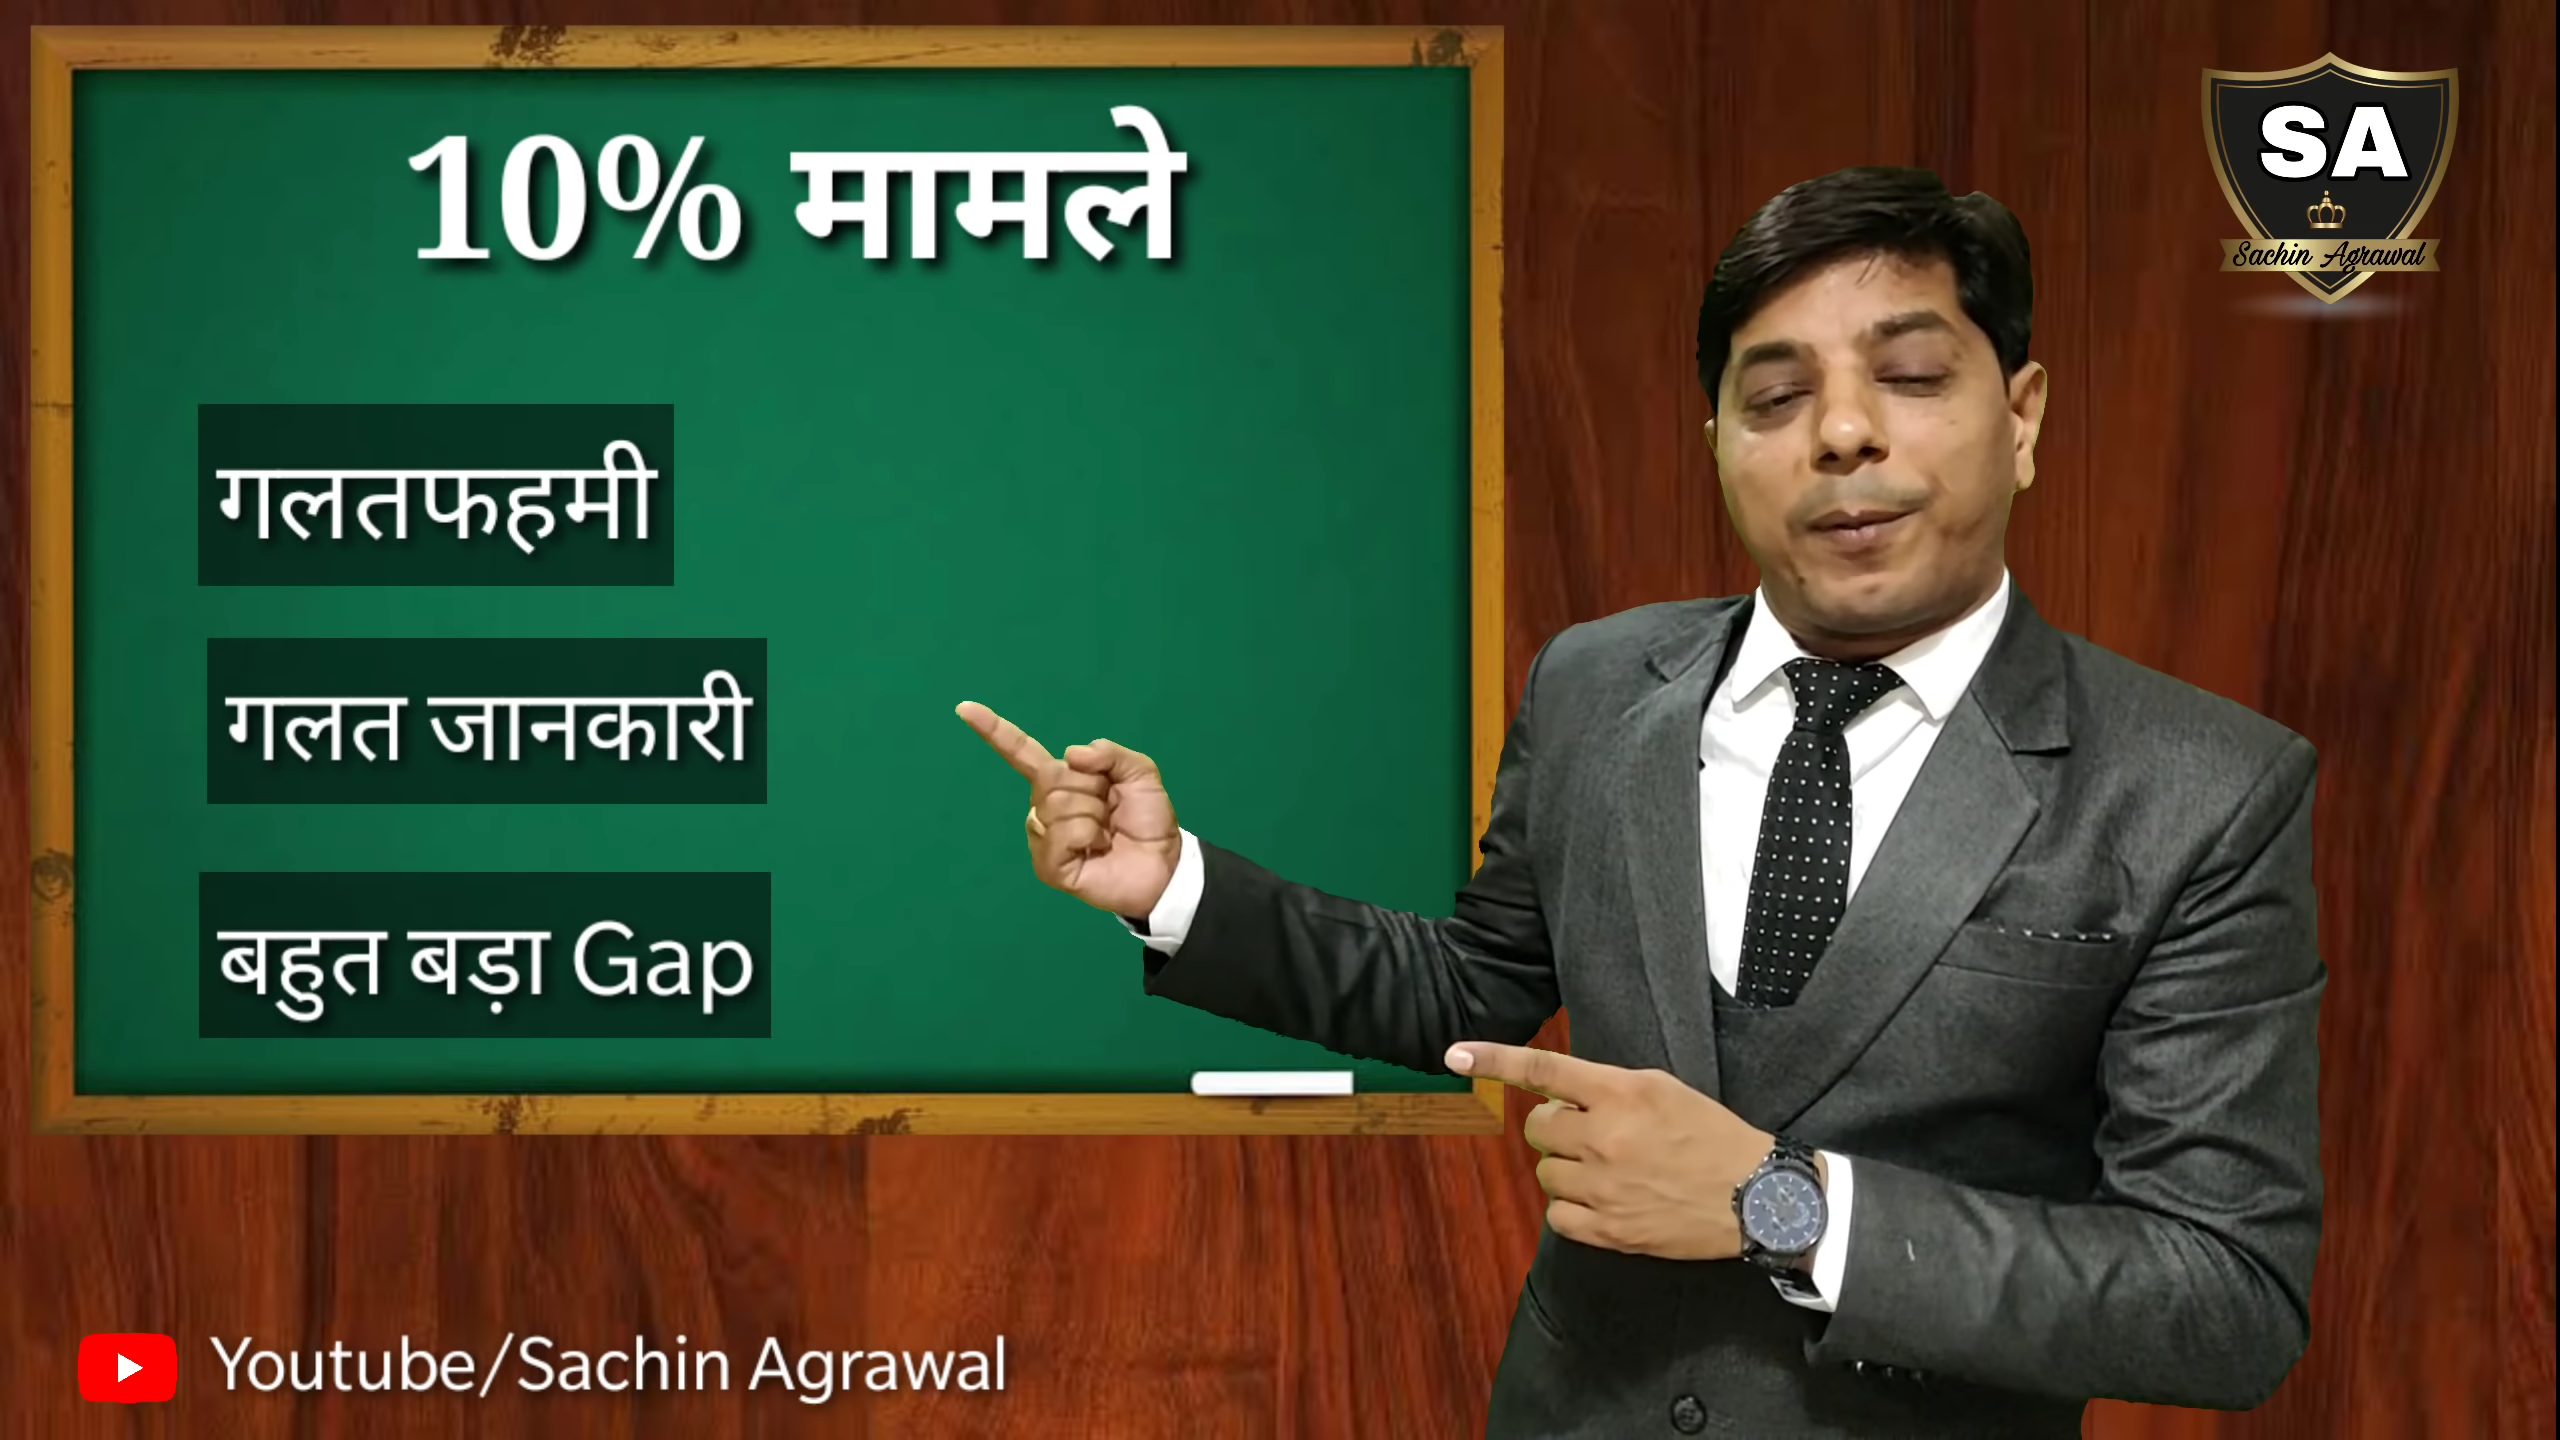 10% मामले
SA
Sachin Agrawal
गलतफहमी
गलत जानकारी
बहुत बड़ा Gap
Youtube/Sachin Agrawal